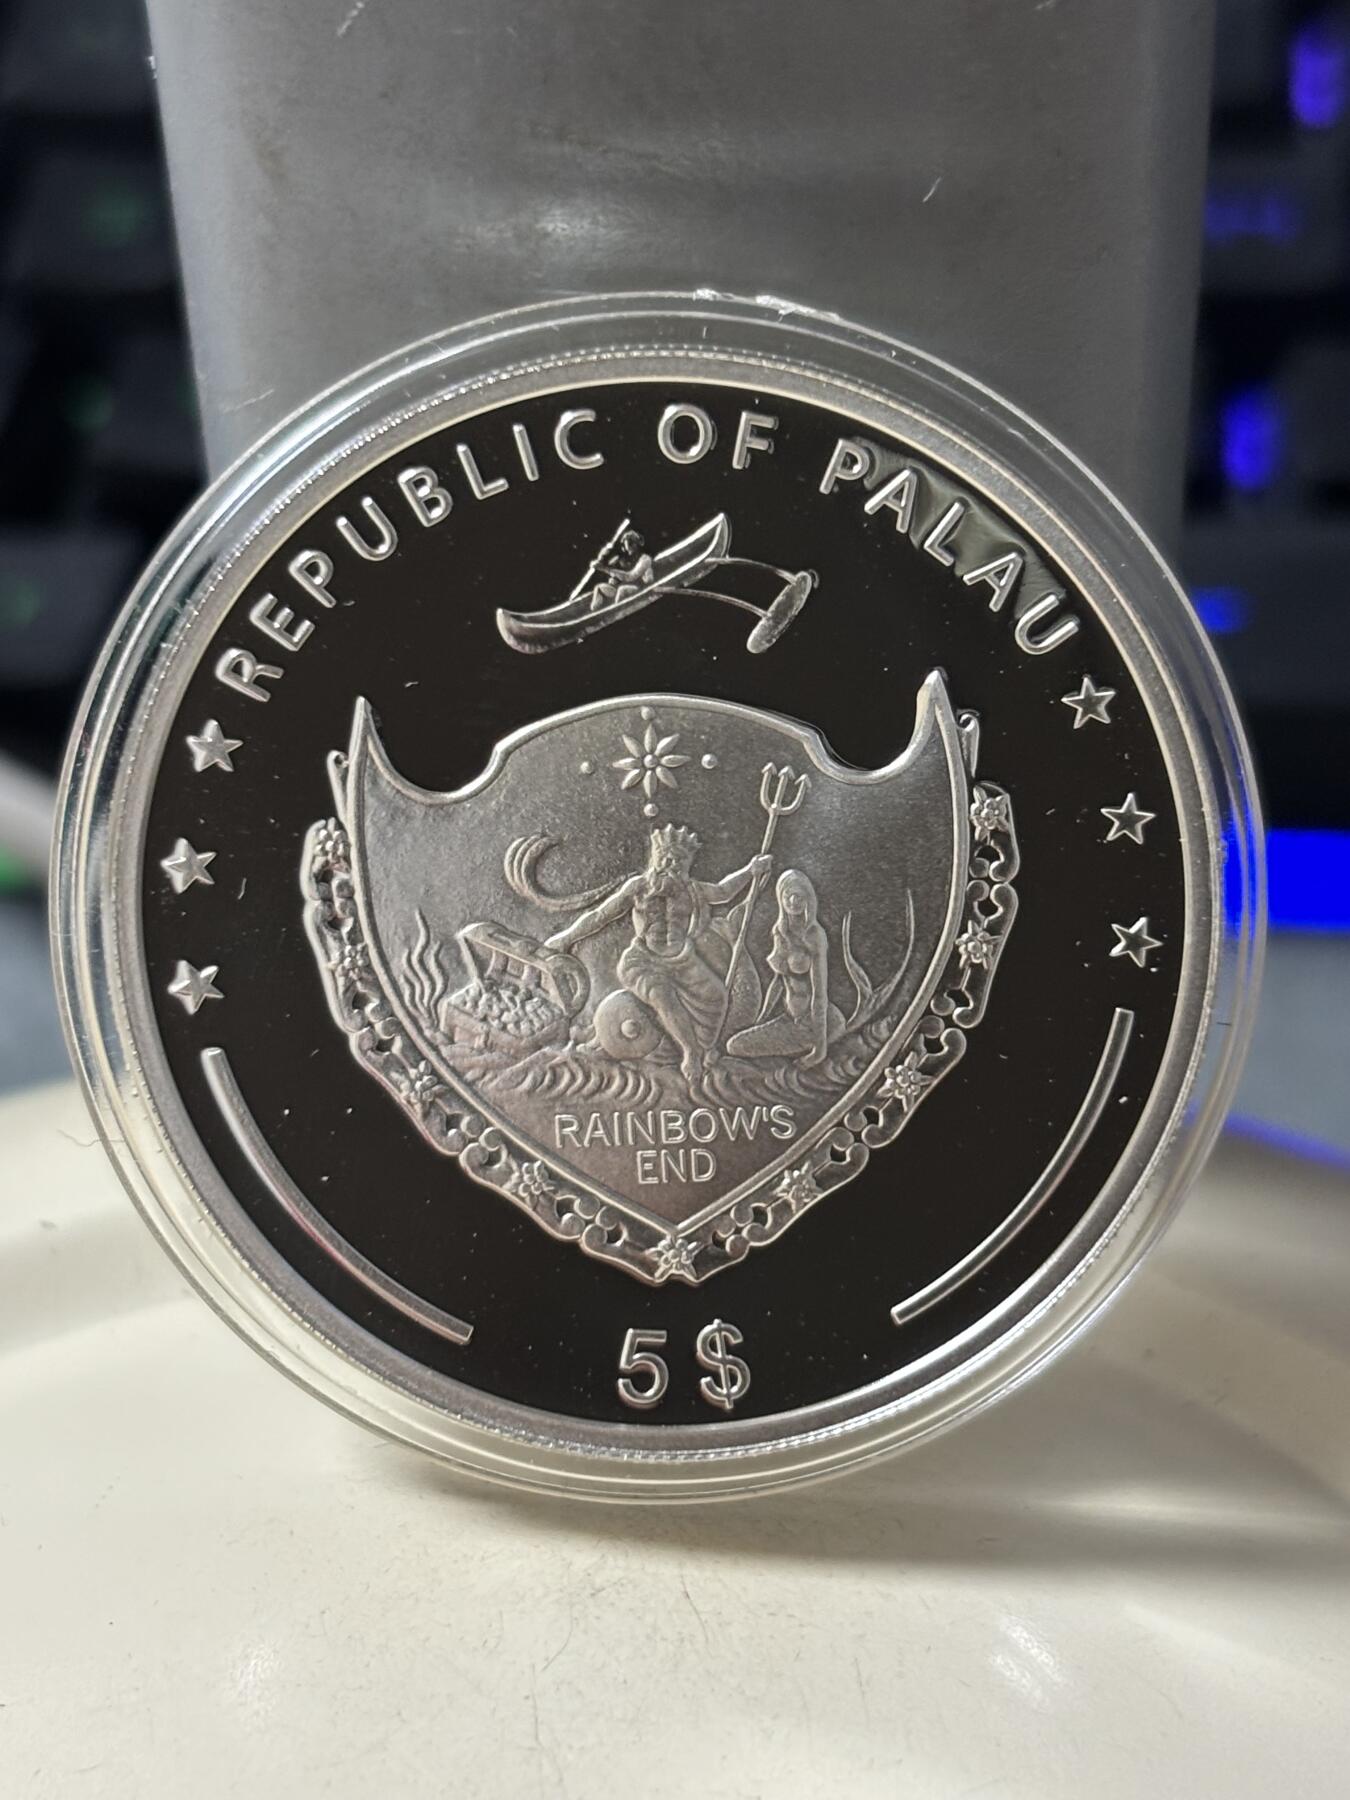 REPUBLIC OF PALAU
RAINBOW'S
END
5$